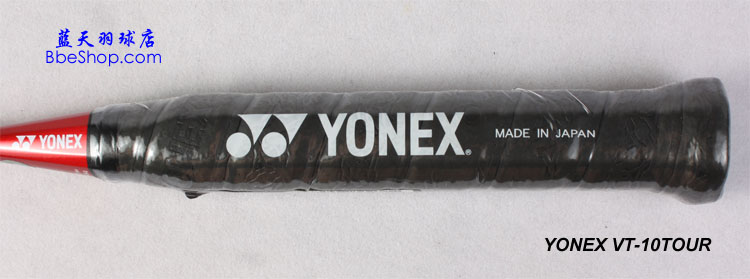 蓝天羽球店
BbeShop.com
YONEX
YONEX®
MADE IN JAPAN
YONEX VT-10TOUR